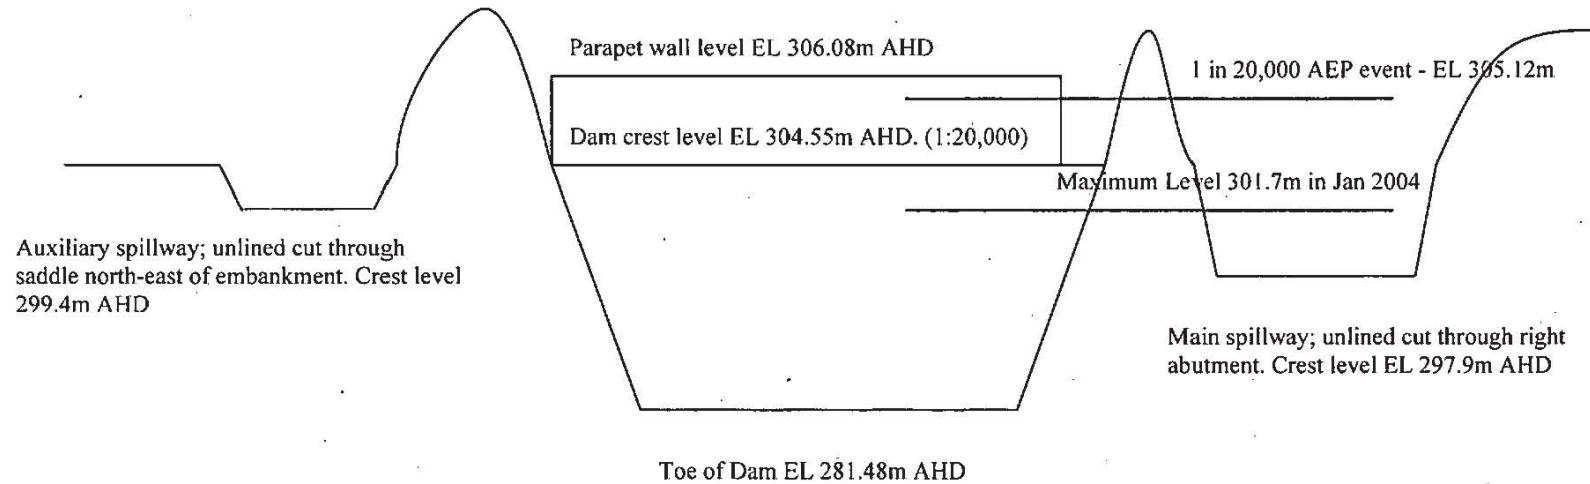 Parapet wall level EL 306.08m AHD
1 in 20,000 AEP event - EL 305.12m
Dam crest level EL 304.55m AHD. (1:20,000)
Maximum Level 301.7m in Jan 2004
Auxiliary spillway; unlined cut through
saddle north-east of embankment. Crest level
299.4m AHD
Main spillway; unlined cut through right
abutment. Crest level EL 297.9m AHD
Toe of Dam EL 281.48m AHD